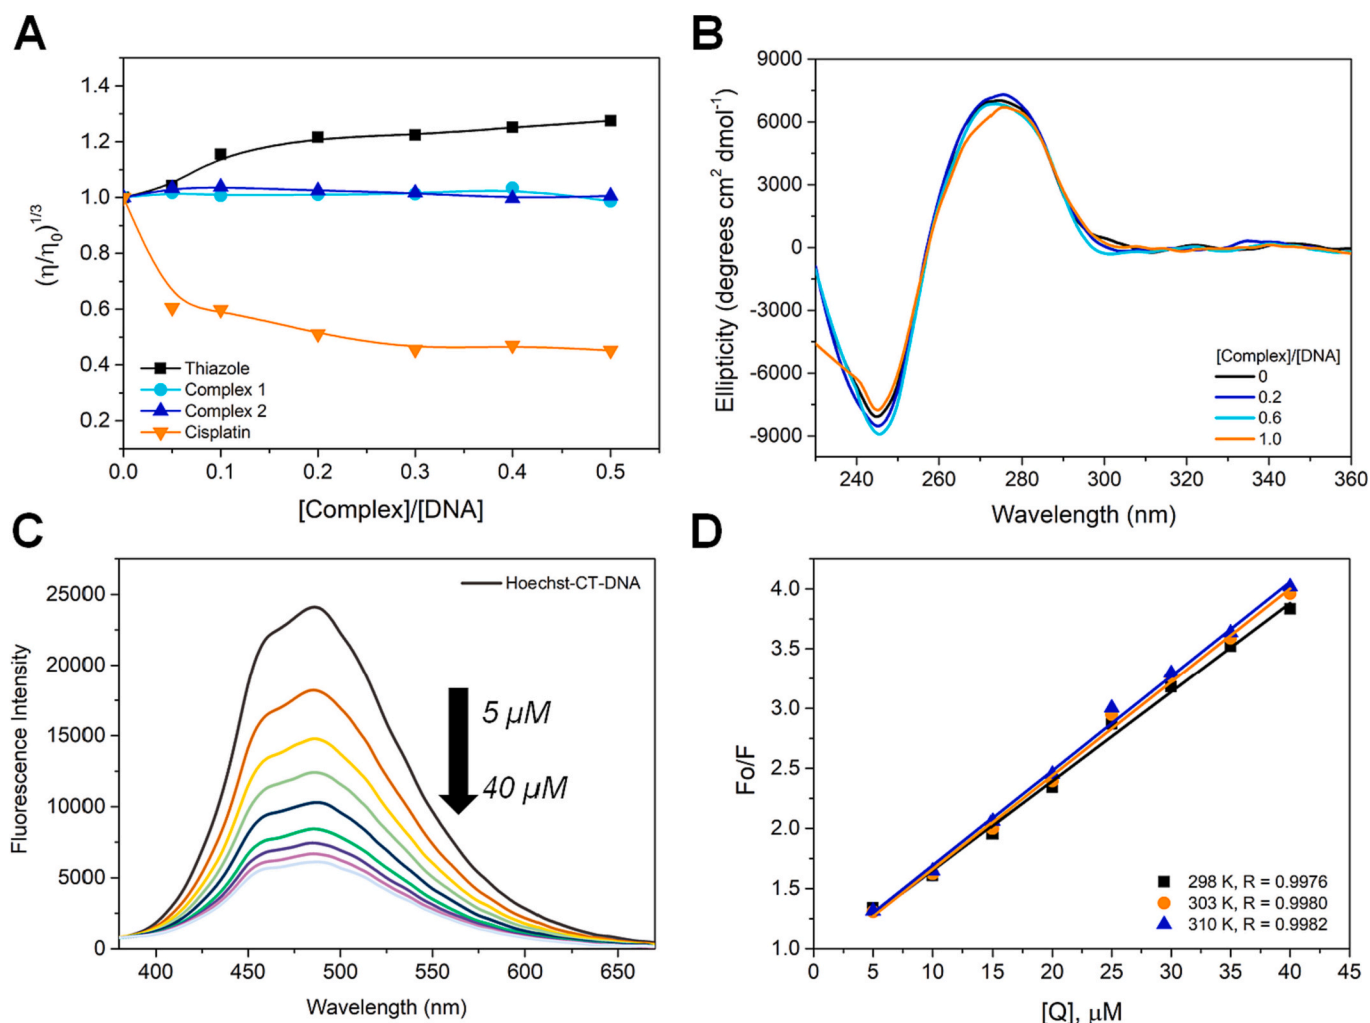 A
1.4
1.2
1.0
0.8
0.6
0.4
0.2
(η/η0)1/3
Thiazole
Complex 1
Complex 2
Cisplatin
0.0 0.1 0.2 0.3 0.4 0.5
[Complex]/[DNA]
B
9000
6000
3000
0
-3000
-6000
-9000
Ellipticity (degrees cm2 dmol-1)
[Complex]/[DNA]
0
0.2
0.6
1.0
240 260 280 300 320 340 360
Wavelength (nm)
C
25000
20000
15000
10000
5000
0
Fluorescence Intensity
Hoechst-CT-DNA
5 µM
40 µM
400 450 500 550 600 650
Wavelength (nm)
D
4.0
3.5
3.0
2.5
2.0
1.5
1.0
Fo/F
298 K, R = 0.9976
303 K, R = 0.9980
310 K, R = 0.9982
0 5 10 15 20 25 30 35 40 45
[Q], µM